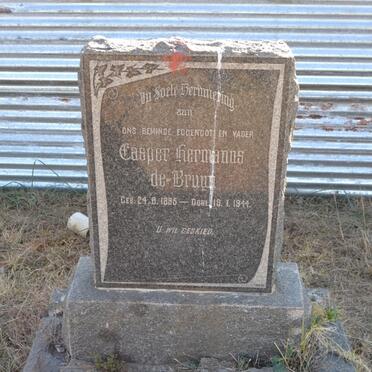 In Soete Herinnering
aan
ONS BEMINDE EGGENOOT EN VADER
Casper Hermanus
de Bruyn
GEB. 24. 8. 1895 — OORL. 19. 1. 1944.
U WIL GESKIED.